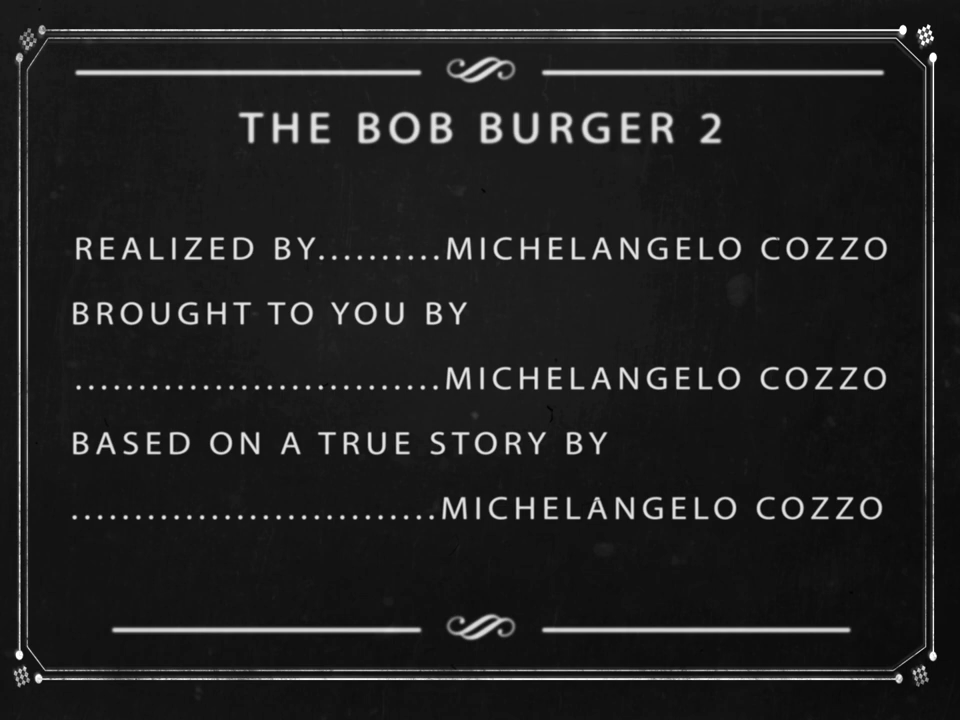 THE BOB BURGER 2
REALIZED BY..........MICHELANGELO COZZO
BROUGHT TO YOU BY
.............................MICHELANGELO COZZO
BASED ON A TRUE STORY BY
.............................MICHELANGELO COZZO